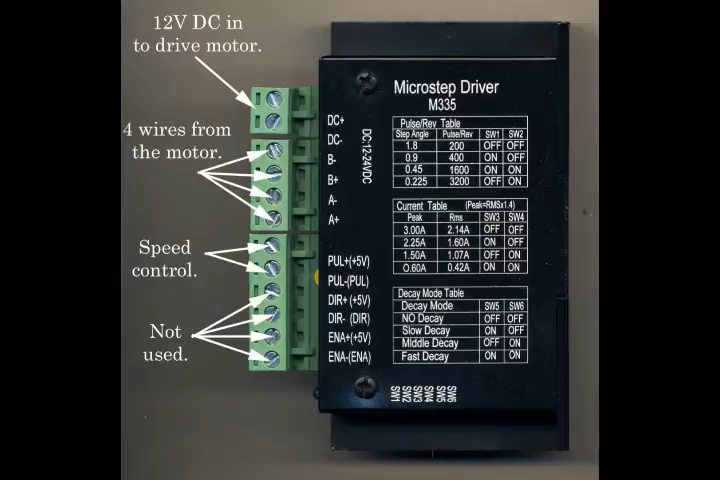 12V DC in
to drive motor.
4 wires from
the motor.
Speed
control.
Not
used.
Microstep Driver
M335
DC+
DC-
B-
B+
A-
A+
DC:12-24VDC
PUL+(+5V)
PUL-(PUL)
DIR+ (+5V)
DIR- (DIR)
ENA+(+5V)
ENA-(ENA)
Pulse/Rev Table
Step Angle Pulse/Rev SW1 SW2
1.8 200 OFF OFF
0.9 400 ON OFF
0.45 1600 ON ON
0.225 3200 ON ON
Current Table (Peak=RMSx1.4)
Peak Rms SW3 SW4
3.00A 2.14A OFF OFF
2.25A 1.60A ON OFF
1.50A 1.07A OFF ON
0.60A 0.42A ON ON
Decay Mode Table
Decay Mode SW5 SW6
NO Decay OFF OFF
Slow Decay ON OFF
Middle Decay OFF ON
Fast Decay ON ON
SW1
SW2
SW3
SW4
SW5
SW6